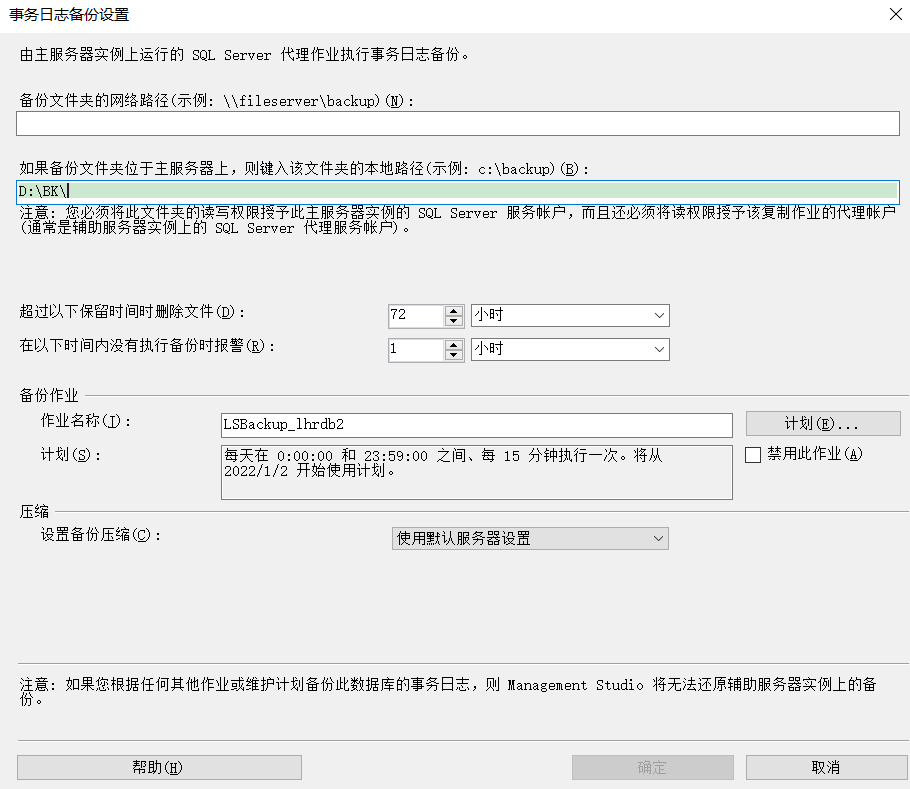 事务日志备份设置
由主服务器实例上运行的 SQL Server 代理作业执行事务日志备份。
备份文件夹的网络路径(示例: \\fileserver\backup)(N):
如果备份文件夹位于主服务器上，则键入该文件夹的本地路径(示例: c:\backup)(B):
D:\BK\
注意: 您必须将此文件夹的读写权限授予此主服务器实例的 SQL Server 服务帐户，而且还必须将读权限授予该复制作业的代理帐户
(通常是辅助服务器实例上的 SQL Server 代理服务帐户)。
超过以下保留时间时删除文件(D): 72 小时
在以下时间内没有执行备份时报警(R): 1 小时
备份作业
作业名称(J): LSBackup_lhrdb2 计划(E)...
计划(S): 每天在 0:00:00 和 23:59:00 之间、每 15 分钟执行一次。将从 禁用此作业(A)
2022/1/2 开始使用计划。
压缩
设置备份压缩(C): 使用默认服务器设置
注意: 如果您根据任何其他作业或维护计划备份此数据库的事务日志，则 Management Studio 将无法还原辅助服务器实例上的备
份。
帮助(H) 确定 取消